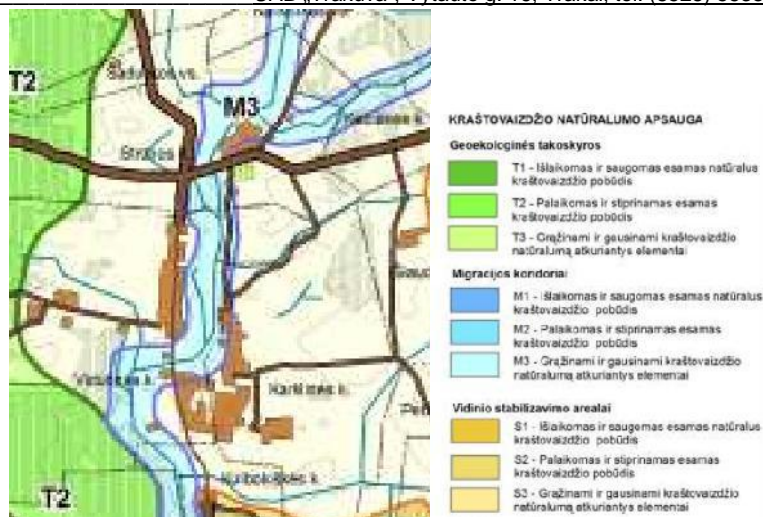 T2
M3
Strėvos
T2
KRAŠTOVAIZDŽIO NATŪRALUMO APSAUGA
Geoekologinės takoskyros
T1 - Išlaikomas ir saugomas esamas natūralus
kraštovaizdžio pobūdis
T2 - Palaikomas ir stiprinamas esamas
kraštovaizdžio pobūdis
T3 - Grąžinami ir gausinami kraštovaizdžio
natūralumą atkuriantys elementai
Migracijos koridoriai
M1 - Išlaikomas ir saugomas esamas natūralus
kraštovaizdžio pobūdis
M2 - Palaikomas ir stiprinamas esamas
kraštovaizdžio pobūdis
M3 - Grąžinami ir gausinami kraštovaizdžio
natūralumą atkuriantys elementai
Vidinio stabilizavimo arealai
S1 - Išlaikomas ir saugomas esamas natūralus
kraštovaizdžio pobūdis
S2 - Palaikomas ir stiprinamas esamas
kraštovaizdžio pobūdis
S3 - Grąžinami ir gausinami kraštovaizdžio
natūralumą atkuriantys elementai